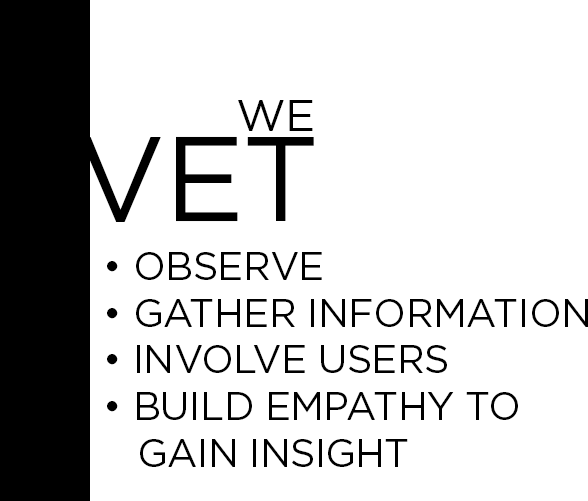 WE
VET
• OBSERVE
• GATHER INFORMATION
• INVOLVE USERS
• BUILD EMPATHY TO
GAIN INSIGHT